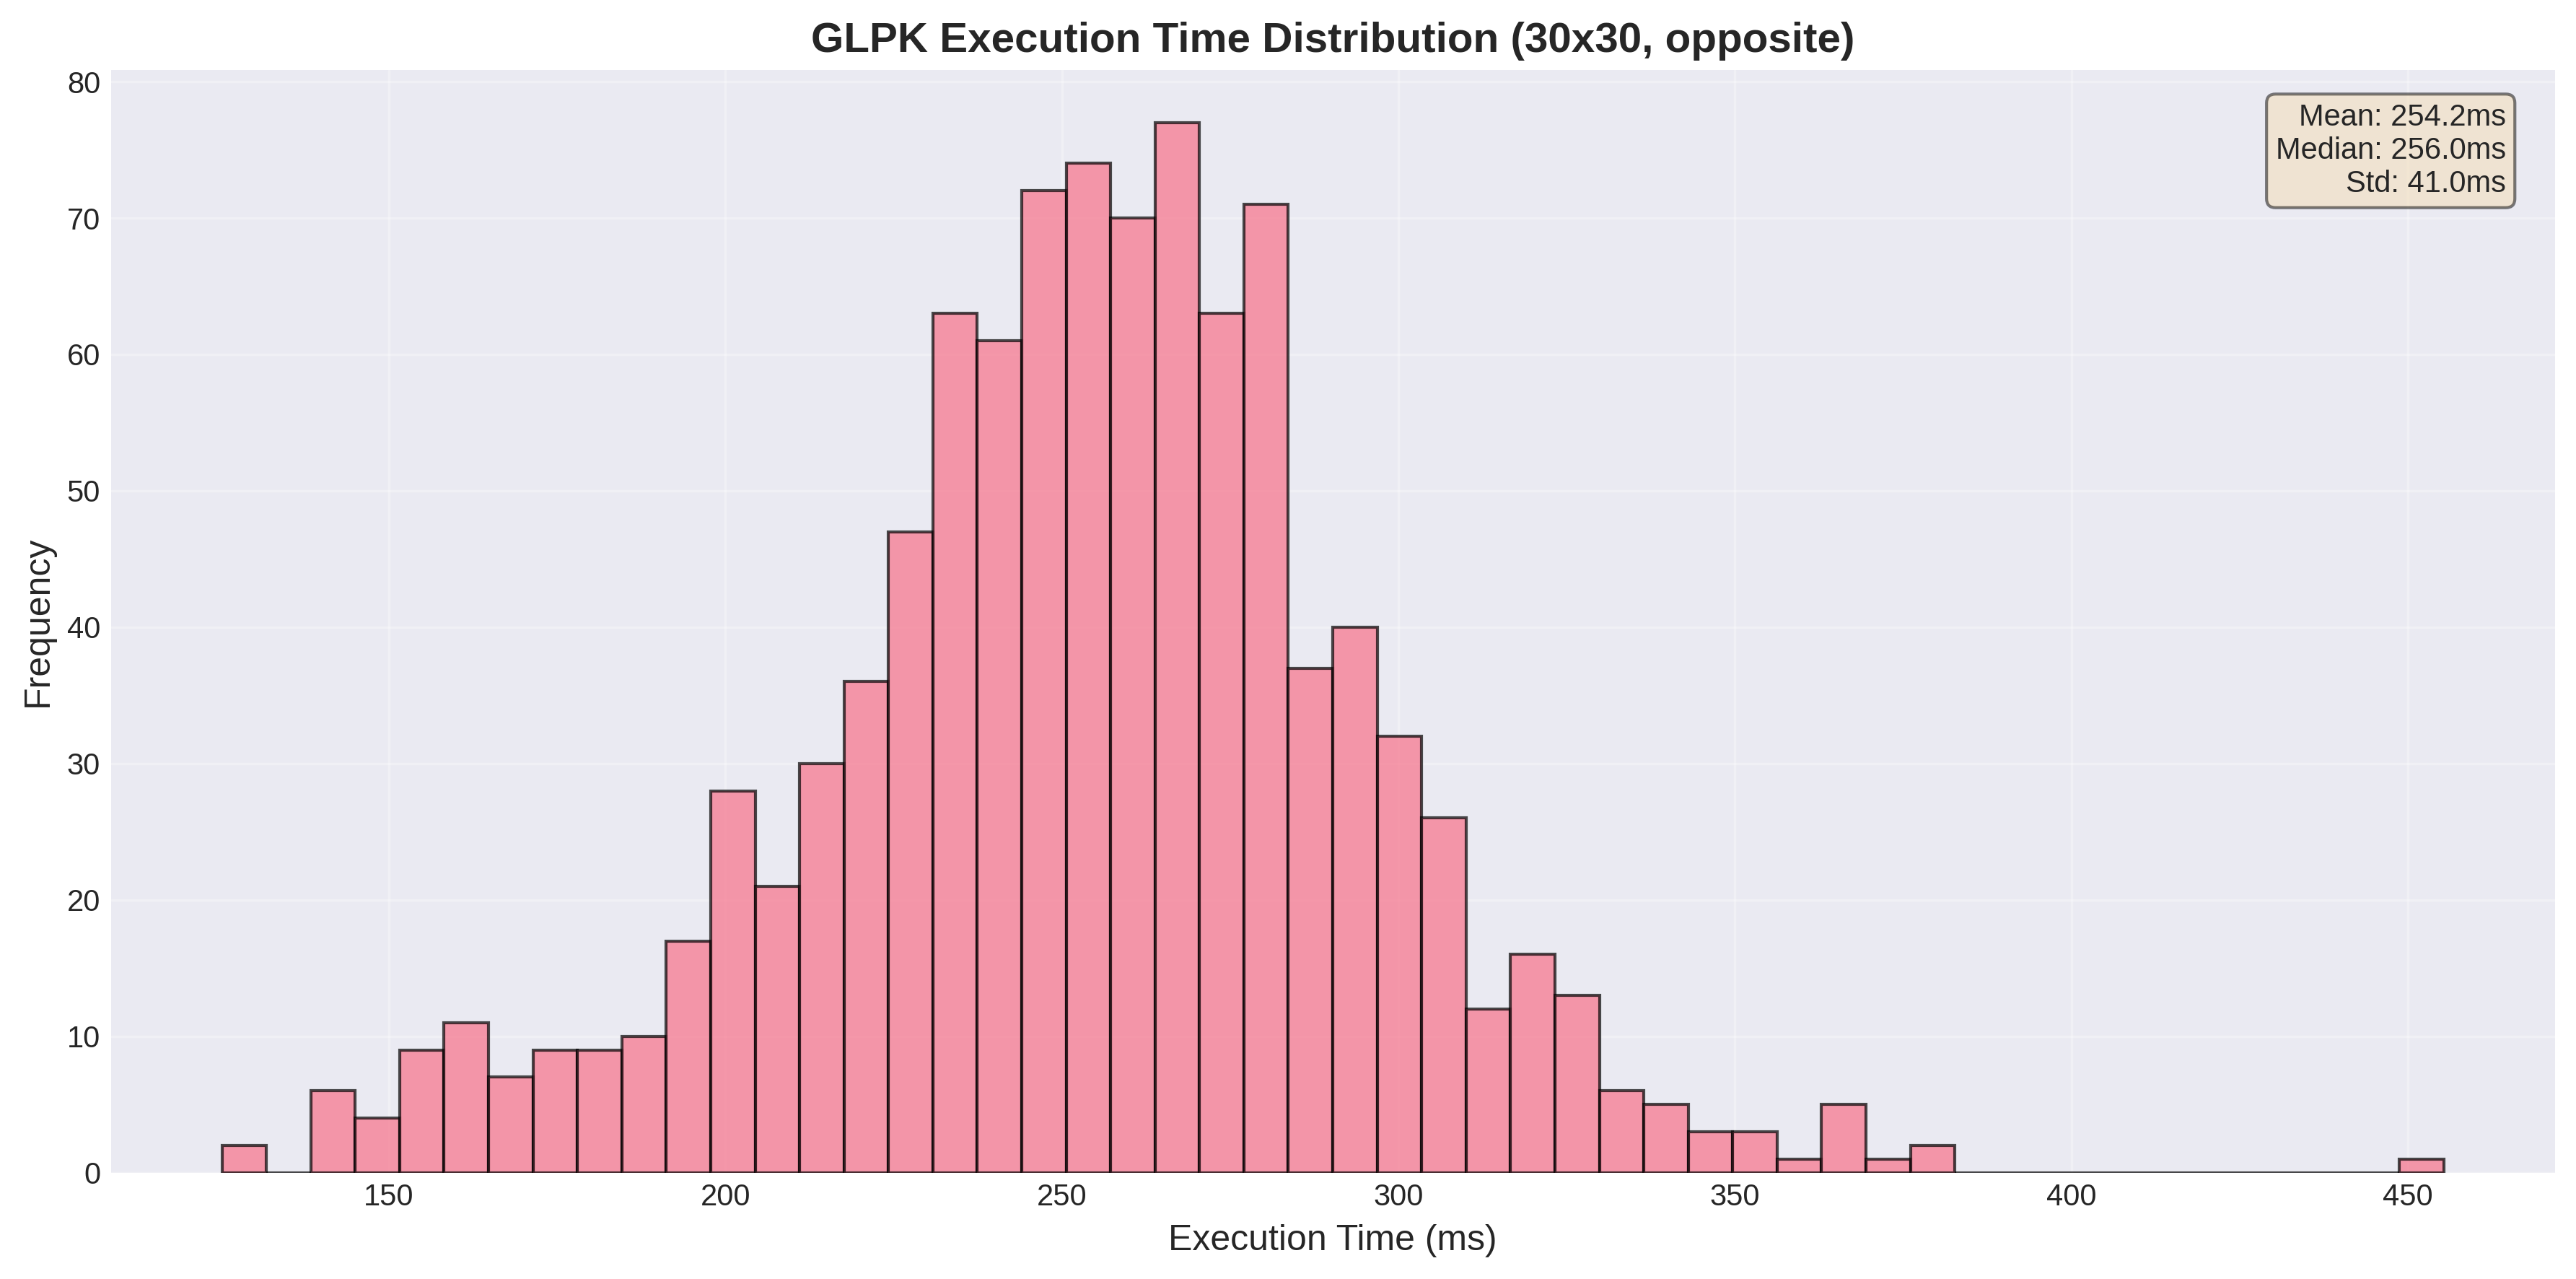 GLPK Execution Time Distribution (30x30, opposite)
Mean: 254.2ms
Median: 256.0ms
Std: 41.0ms
Frequency
80
70
60
50
40
30
20
10
0
150 200 250 300 350 400 450
Execution Time (ms)